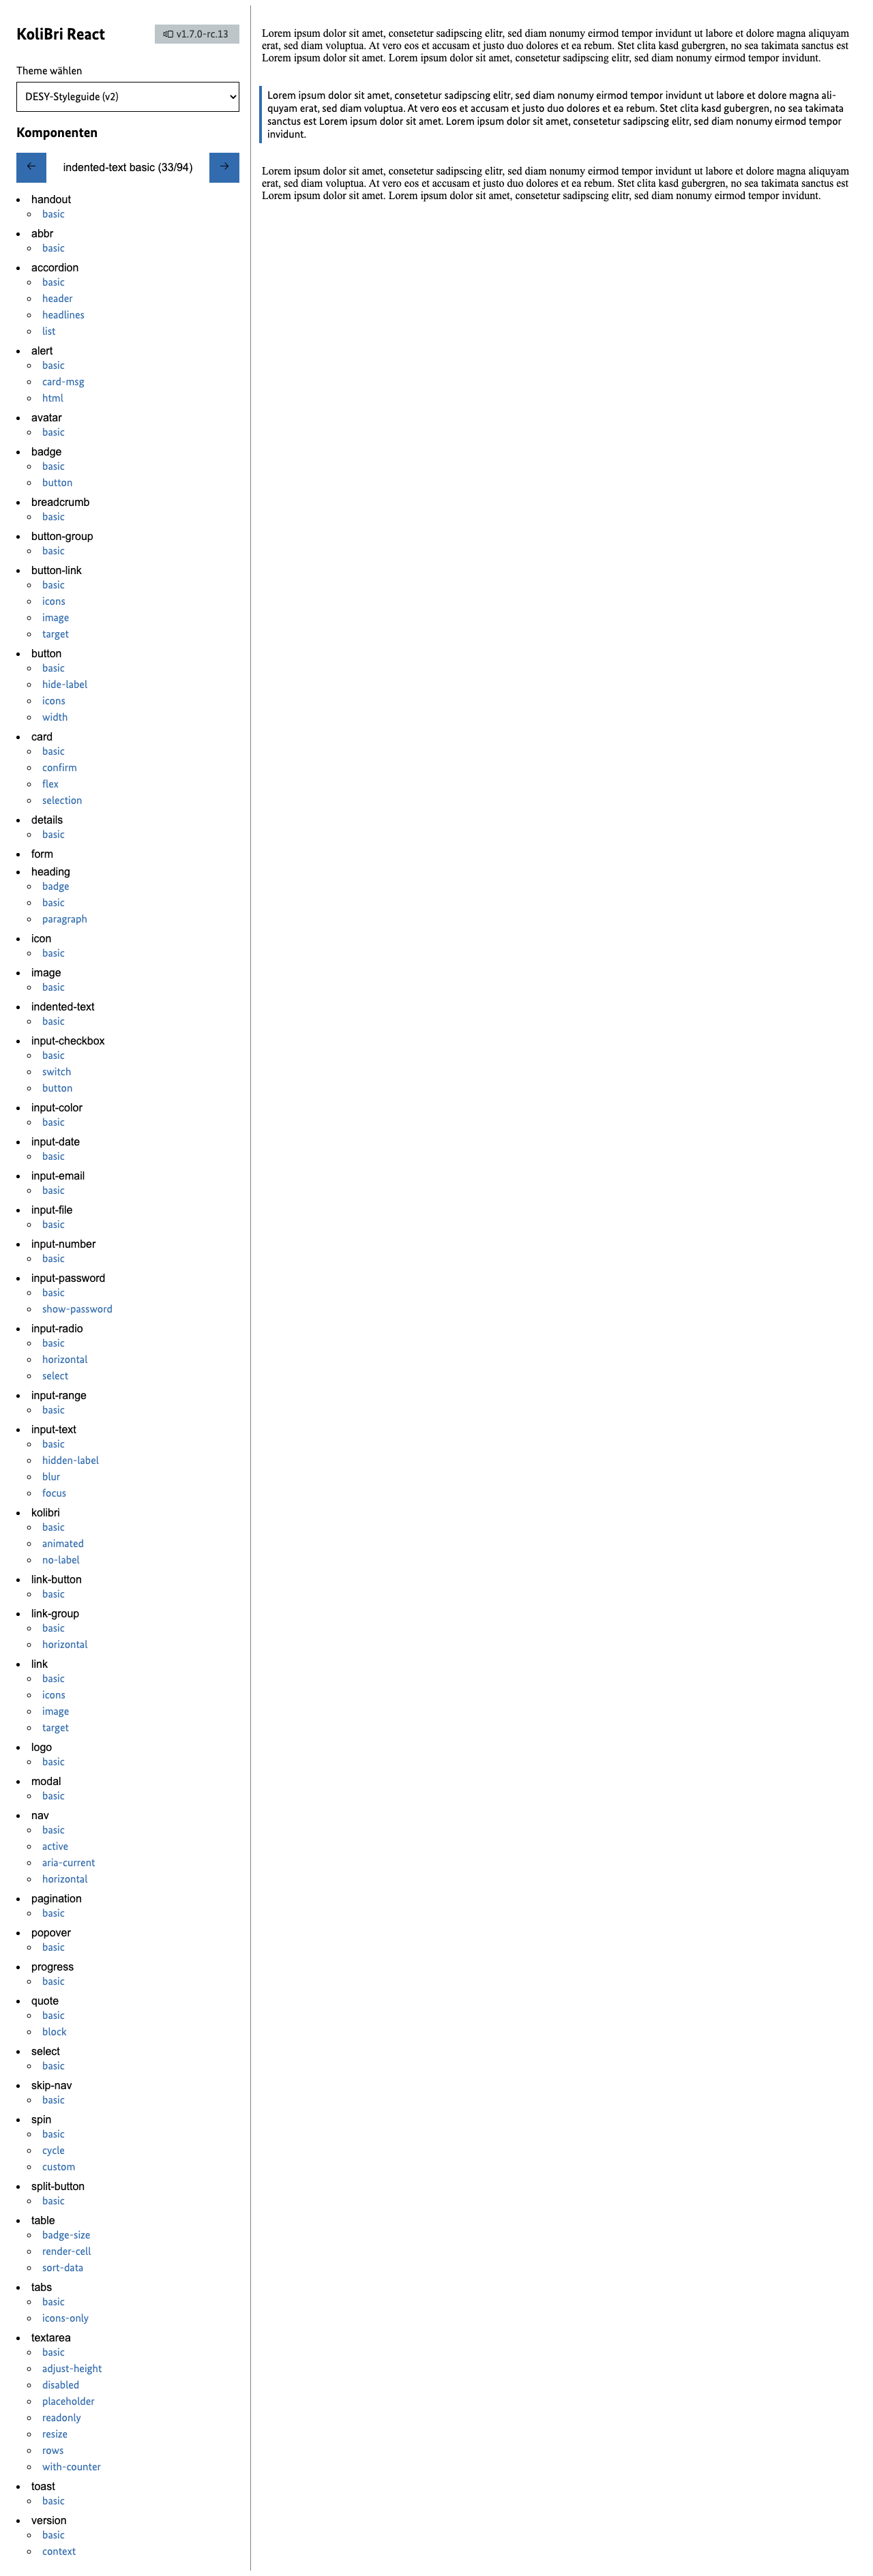 KoliBri React
v1.7.0-rc.13
Theme wählen
DESY-Styleguide (v2)
Komponenten
← indented-text basic (33/94) →
handout
basic
abbr
basic
accordion
basic
header
headlines
list
alert
basic
card-msg
html
avatar
basic
badge
basic
button
breadcrumb
basic
button-group
basic
button-link
basic
icons
image
target
button
basic
hide-label
icons
width
card
basic
confirm
flex
selection
details
basic
form
heading
badge
basic
paragraph
icon
basic
image
basic
indented-text
basic
input-checkbox
basic
switch
button
input-color
basic
input-date
basic
input-email
basic
input-file
basic
input-number
basic
input-password
basic
show-password
input-radio
basic
horizontal
select
input-range
basic
input-text
basic
hidden-label
blur
focus
kolibri
basic
animated
no-label
link-button
basic
link-group
basic
horizontal
link
basic
icons
image
target
logo
basic
modal
basic
nav
basic
active
aria-current
horizontal
pagination
basic
popover
basic
progress
basic
quote
basic
block
select
basic
skip-nav
basic
spin
basic
cycle
custom
split-button
basic
table
badge-size
render-cell
sort-data
tabs
basic
icons-only
textarea
basic
adjust-height
disabled
placeholder
readonly
resize
rows
with-counter
toast
basic
version
basic
context
Lorem ipsum dolor sit amet, consetetur sadipscing elitr, sed diam nonumy eirmod tempor invidunt ut labore et dolore magna aliquyam
erat, sed diam voluptua. At vero eos et accusam et justo duo dolores et ea rebum. Stet clita kasd gubergren, no sea takimata sanctus est
Lorem ipsum dolor sit amet. Lorem ipsum dolor sit amet, consetetur sadipscing elitr, sed diam nonumy eirmod tempor invidunt.
Lorem ipsum dolor sit amet, consetetur sadipscing elitr, sed diam nonumy eirmod tempor invidunt ut labore et dolore magna ali-
quyam erat, sed diam voluptua. At vero eos et accusam et justo duo dolores et ea rebum. Stet clita kasd gubergren, no sea takimata
sanctus est Lorem ipsum dolor sit amet. Lorem ipsum dolor sit amet, consetetur sadipscing elitr, sed diam nonumy eirmod tempor
invidunt.
Lorem ipsum dolor sit amet, consetetur sadipscing elitr, sed diam nonumy eirmod tempor invidunt ut labore et dolore magna aliquyam
erat, sed diam voluptua. At vero eos et accusam et justo duo dolores et ea rebum. Stet clita kasd gubergren, no sea takimata sanctus est
Lorem ipsum dolor sit amet. Lorem ipsum dolor sit amet, consetetur sadipscing elitr, sed diam nonumy eirmod tempor invidunt.